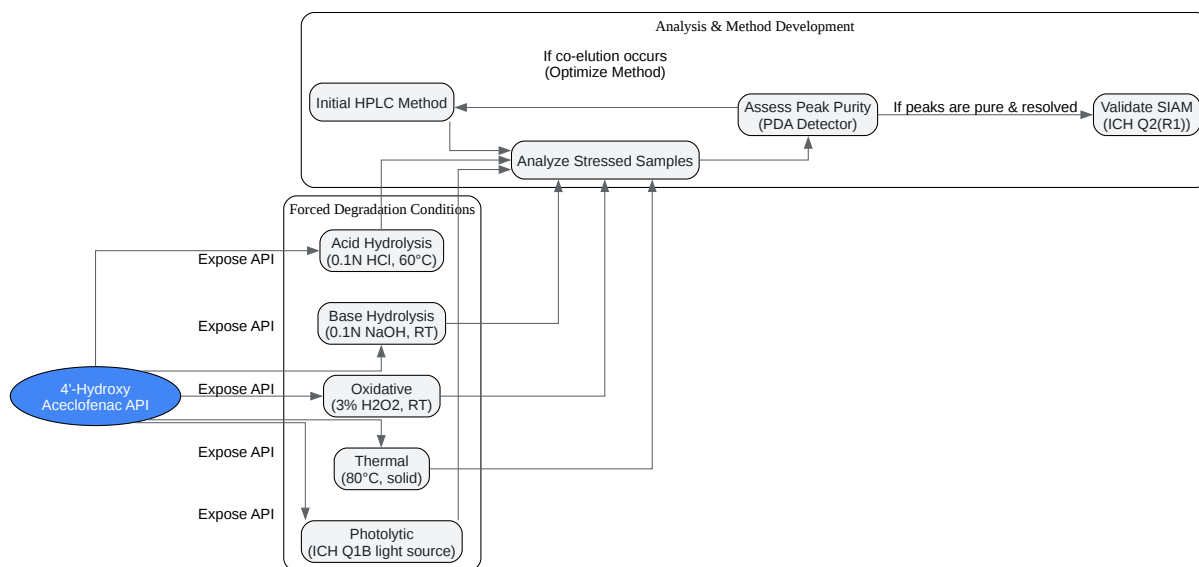 Analysis & Method Development
If co-elution occurs
(Optimize Method)
Initial HPLC Method
Assess Peak Purity
(PDA Detector)
If peaks are pure & resolved
Validate SIAM
(ICH Q2(R1))
Analyze Stressed Samples
Forced Degradation Conditions
Acid Hydrolysis
(0.1N HCl, 60°C)
Expose API
Base Hydrolysis
(0.1N NaOH, RT)
Expose API
4'-Hydroxy
Aceclofenac API
Expose API
Oxidative
(3% H2O2, RT)
Expose API
Thermal
(80°C, solid)
Expose API
Photolytic
(ICH Q1B light source)